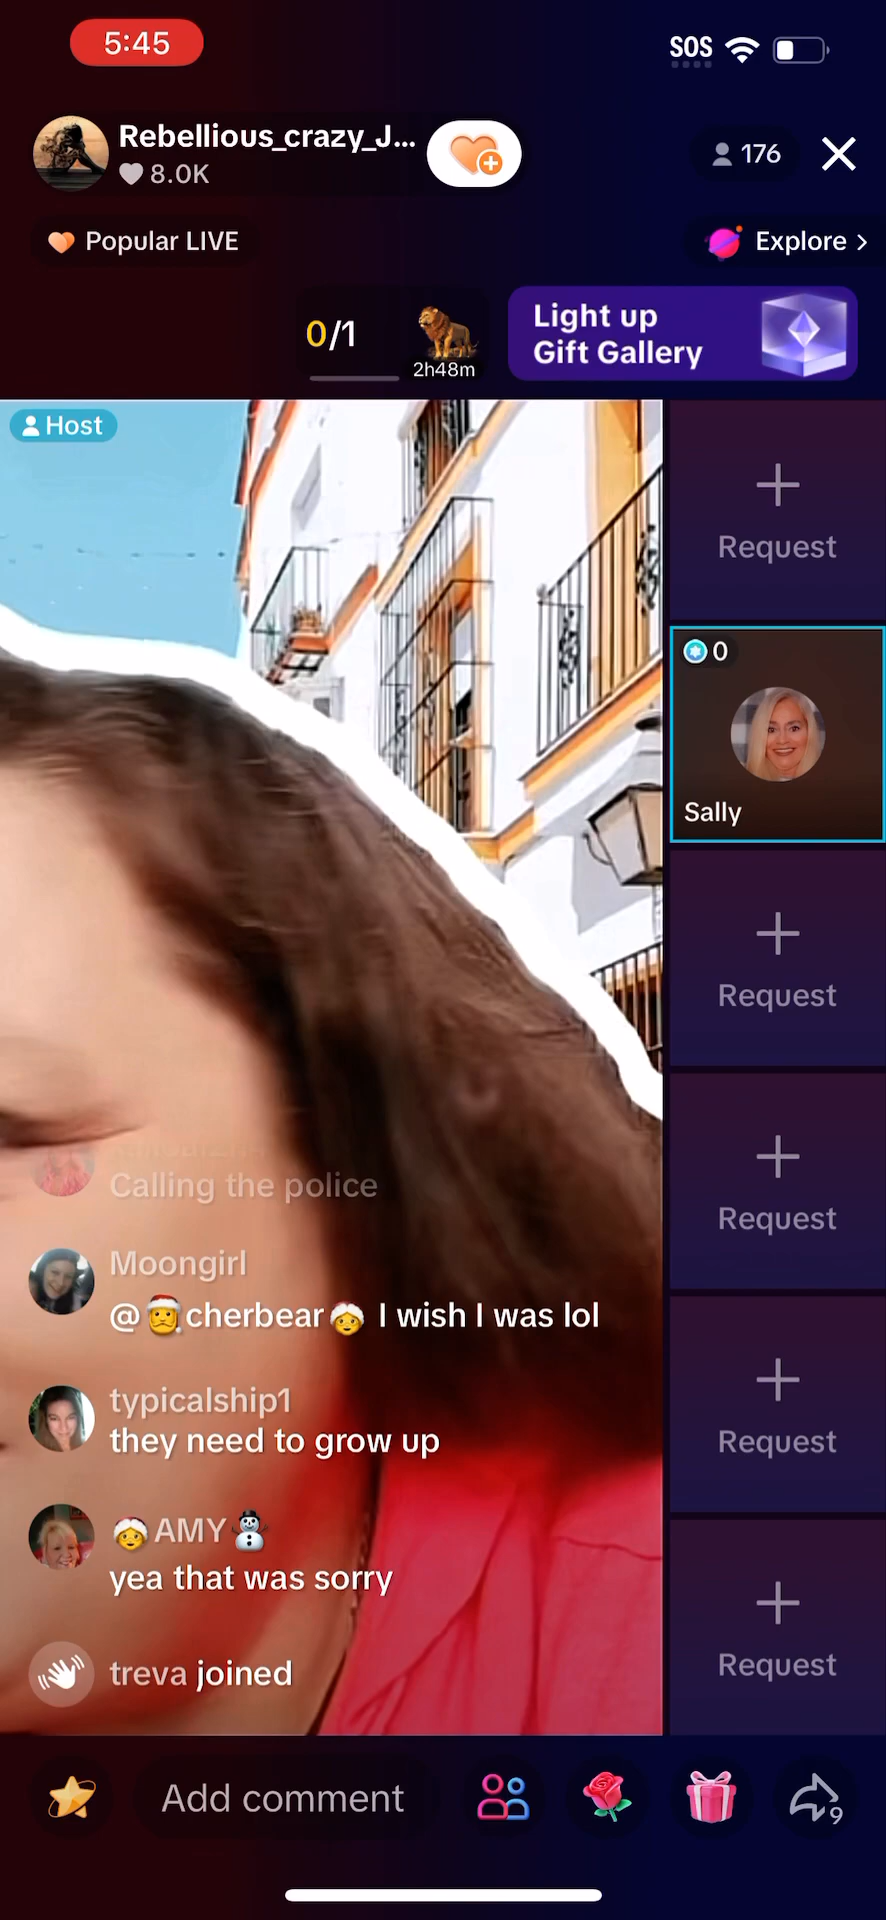 5:45
SOS
Rebellious_crazy_J...
8.0K
176
Popular LIVE
Explore >
0/1
2h48m
Light up
Gift Gallery
Host
Request
0
Sally
Request
Request
Request
Request
Calling the police
Moongirl
@🎅cherbear🤶 I wish I was lol
typicalship1
they need to grow up
🤶AMY⛄
yea that was sorry
treva joined
Add comment
9